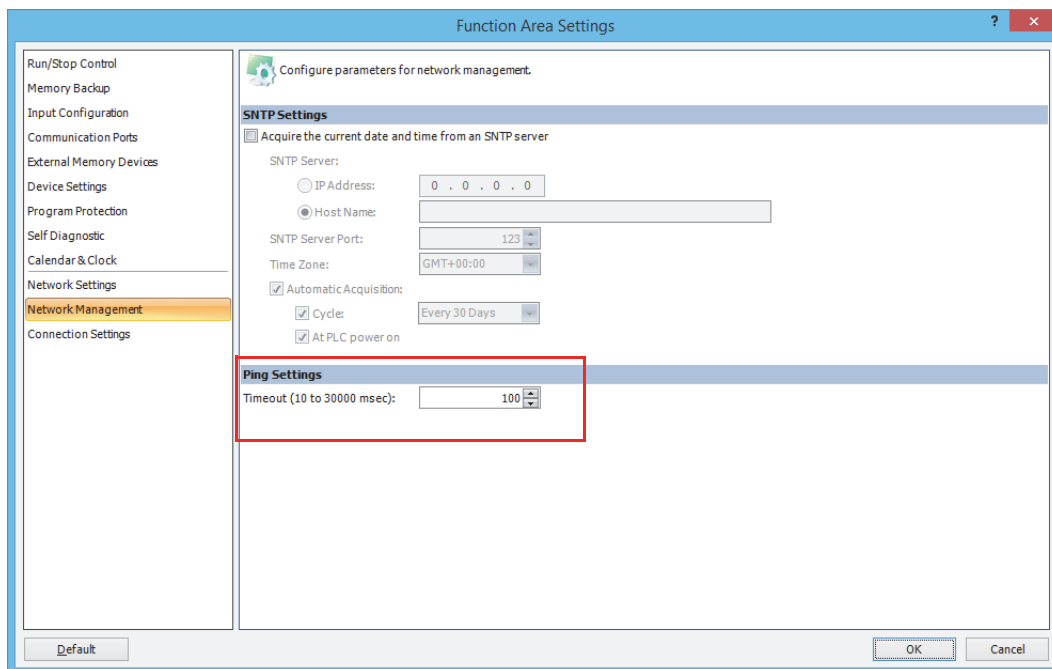 Function Area Settings
?
Run/Stop Control
Memory Backup
Input Configuration
Communication Ports
External Memory Devices
Device Settings
Program Protection
Self Diagnostic
Calendar & Clock
Network Settings
Network Management
Connection Settings
Configure parameters for network management.
SNTP Settings
Acquire the current date and time from an SNTP server
SNTP Server:
IP Address: 0 . 0 . 0 . 0
Host Name:
SNTP Server Port: 123
Time Zone: GMT+00:00
Automatic Acquisition:
Cycle: Every 30 Days
At PLC power on
Ping Settings
Timeout (10 to 30000 msec): 100
Default OK Cancel